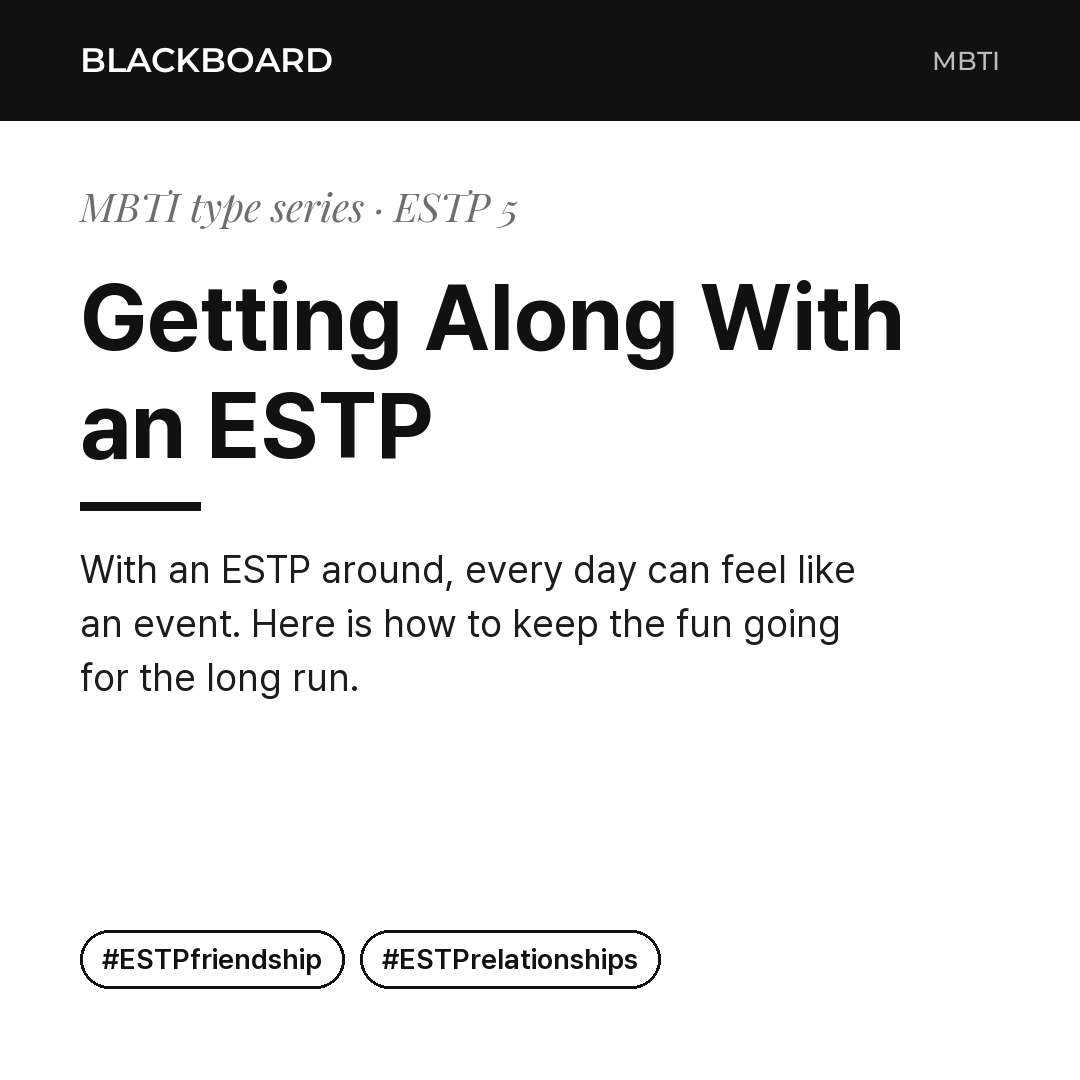 BLACKBOARD
MBTI
MBTI type series · ESTP 5
Getting Along With
an ESTP
With an ESTP around, every day can feel like
an event. Here is how to keep the fun going
for the long run.
#ESTPfriendship
#ESTPrelationships